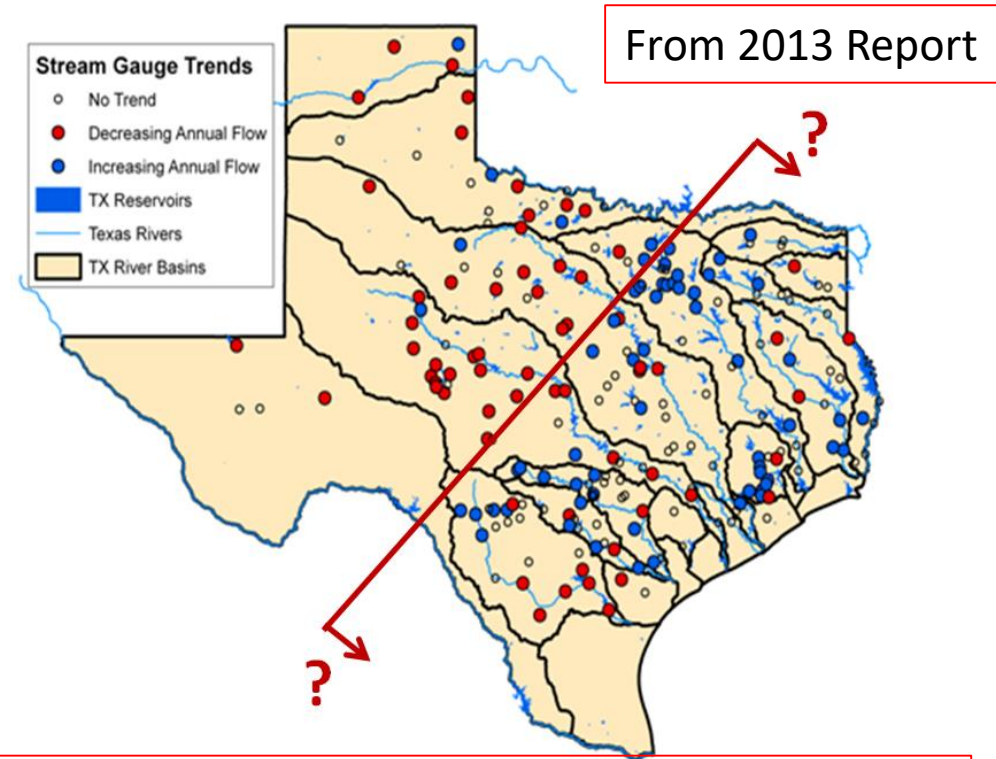 From 2013 Report
Stream Gauge Trends
No Trend
Decreasing Annual Flow
Increasing Annual Flow
TX Reservoirs
Texas Rivers
TX River Basins
?
?